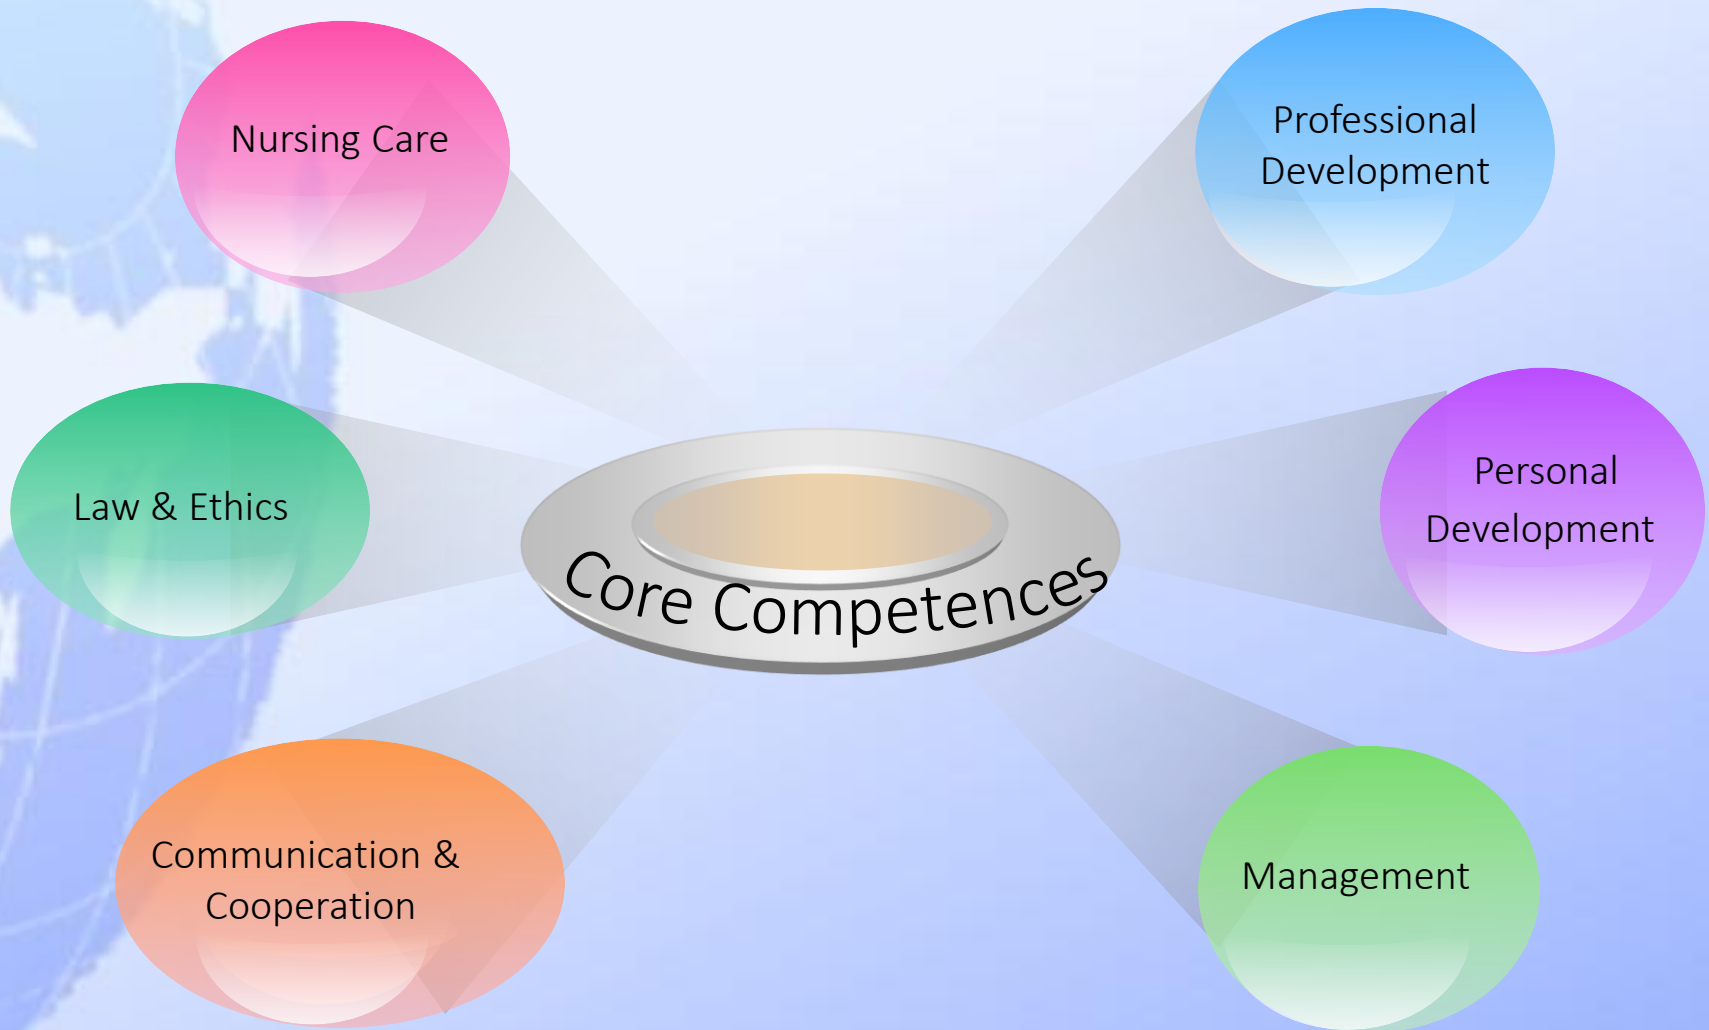 Nursing Care
Professional
Development
Law & Ethics
Personal
Development
Core Competences
Communication &
Cooperation
Management